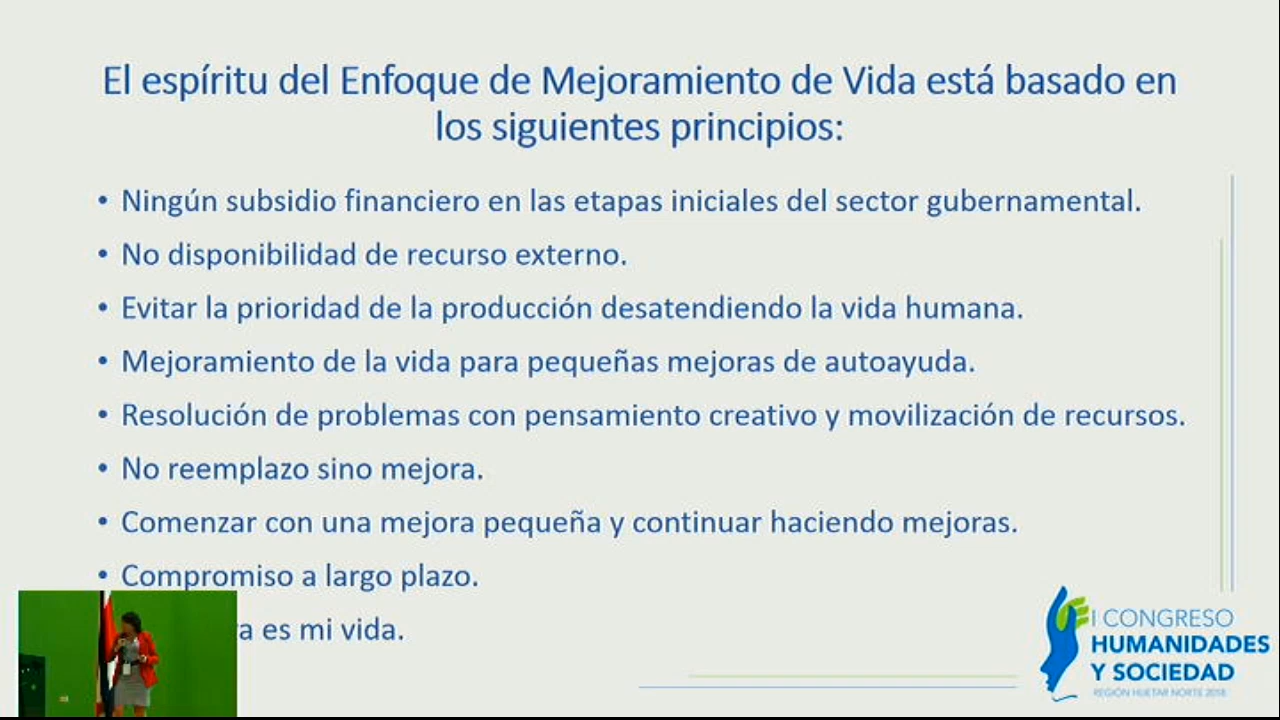 El espíritu del Enfoque de Mejoramiento de Vida está basado en
los siguientes principios:
• Ningún subsidio financiero en las etapas iniciales del sector gubernamental.
• No disponibilidad de recurso externo.
• Evitar la prioridad de la producción desatendiendo la vida humana.
• Mejoramiento de la vida para pequeñas mejoras de autoayuda.
• Resolución de problemas con pensamiento creativo y movilización de recursos.
• No reemplazo sino mejora.
• Comenzar con una mejora pequeña y continuar haciendo mejoras.
• Compromiso a largo plazo.
es mi vida.
I CONGRESO
HUMANIDADES
Y SOCIEDAD
REGIÓN HUETAR NORTE 2018